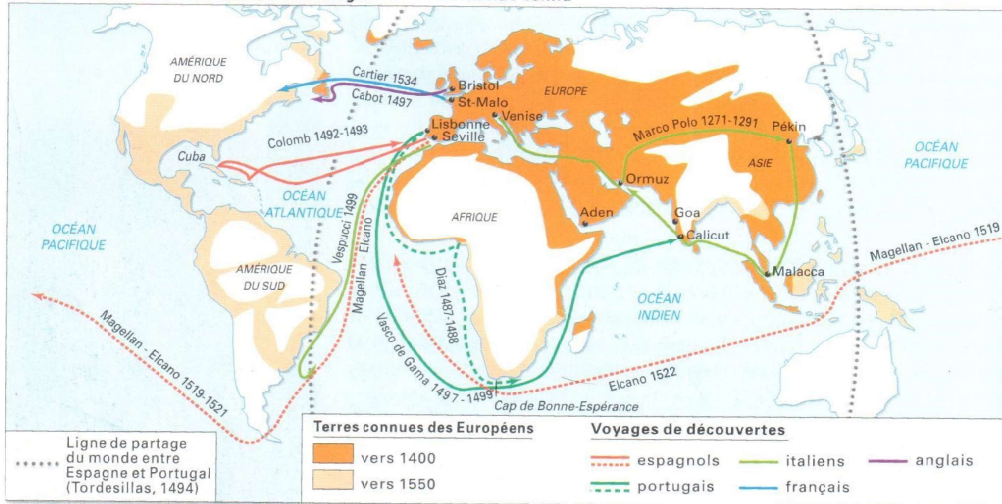 AMÉRIQUE
DU NORD
Cartier 1534
Cabot 1497
Bristol
St-Malo
EUROPE
Venise
Lisbonne
Séville
Colomb 1492-1493
Cuba
Marco Polo 1271-1291
Pékin
ASIE
OCÉAN
PACIFIQUE
Ormuz
OCÉAN
ATLANTIQUE
AFRIQUE
Aden
Goa
Calicut
Malacca
Magellan - Elcano 1519
OCÉAN
PACIFIQUE
AMÉRIQUE
DU SUD
Vespucci 1499
Magellan - Elcano
Diaz 1487-1488
Vasco de Gama 1497-1499
OCÉAN
INDIEN
Magellan - Elcano 1519-1521
Elcano 1522
Cap de Bonne-Espérance
Ligne de partage
du monde entre
Espagne et Portugal
(Tordesillas, 1494)
Terres connues des Européens
vers 1400
vers 1550
Voyages de découvertes
espagnols
portugais
italiens
français
anglais